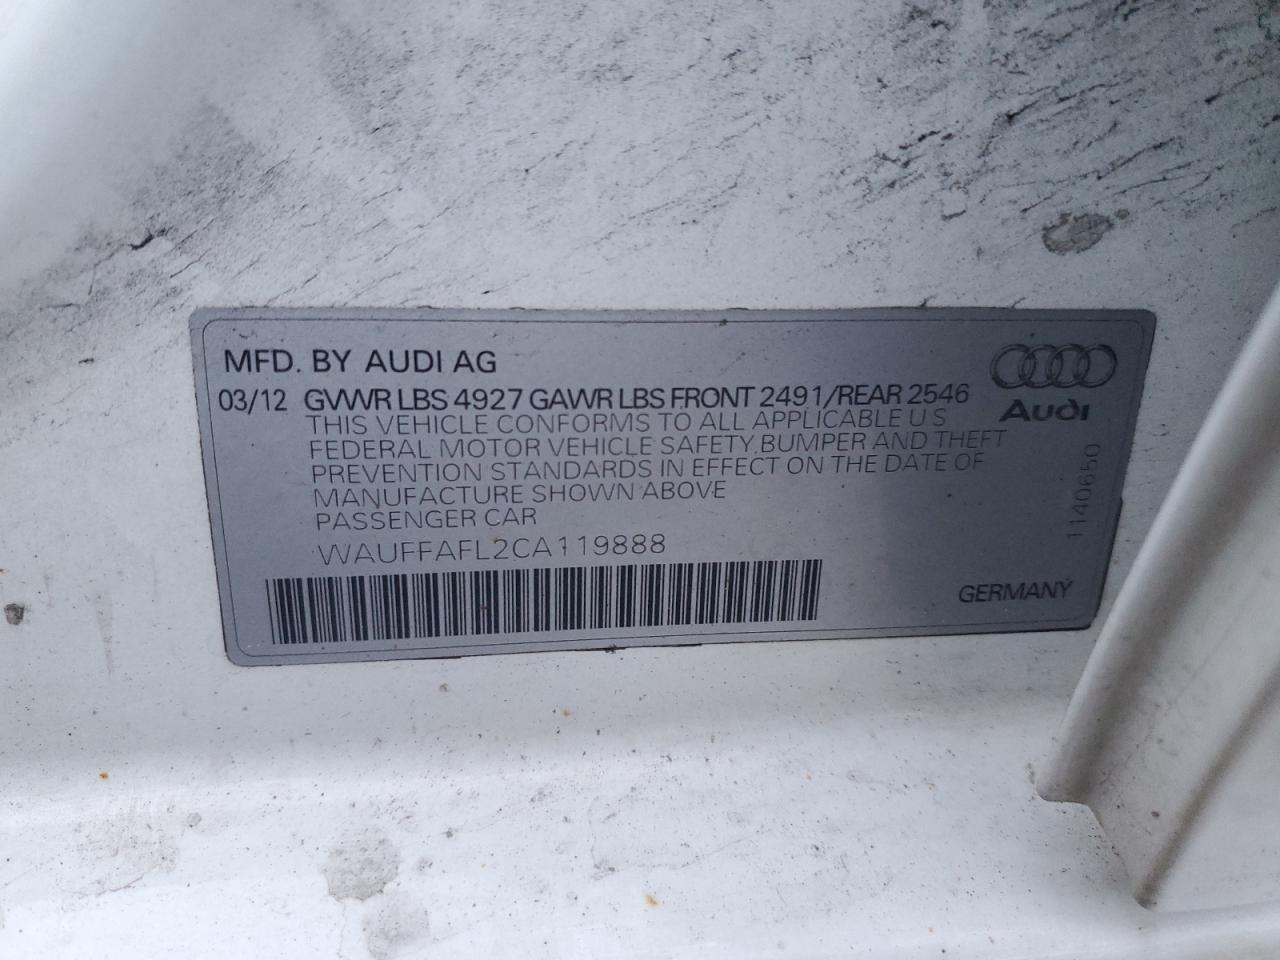 MFD. BY AUDI AG
03/12 GVWR LBS 4927 GAWR LBS FRONT 2491/REAR 2546
Audi
THIS VEHICLE CONFORMS TO ALL APPLICABLE U S
FEDERAL MOTOR VEHICLE SAFETY, BUMPER AND THEFT
PREVENTION STANDARDS IN EFFECT ON THE DATE OF
MANUFACTURE SHOWN ABOVE
PASSENGER CAR
WAUFFAFL2CA119888
1140650
GERMANY